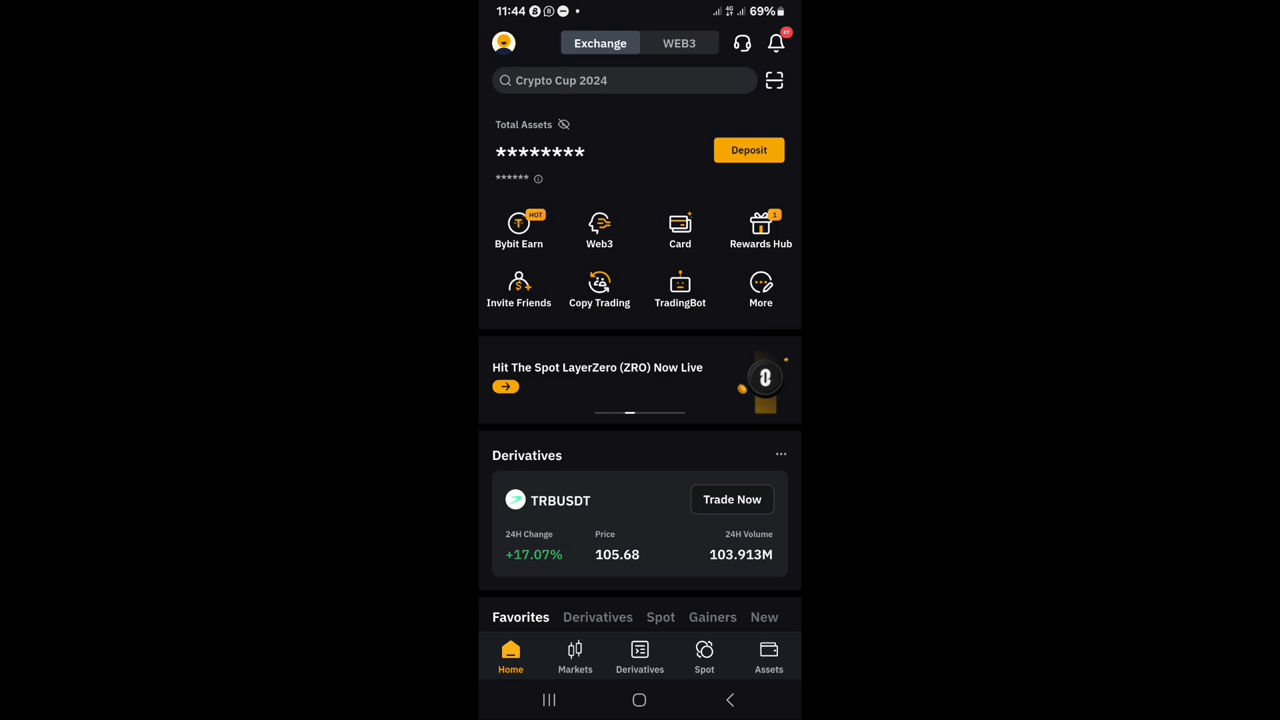 11:44 4G 69%
Exchange WEB3
Crypto Cup 2024
Total Assets
********
Deposit
******
HOT 1
Bybit Earn Web3 Card Rewards Hub
Invite Friends Copy Trading TradingBot More
Hit The Spot LayerZero (ZRO) Now Live
Derivatives
TRBUSDT Trade Now
24H Change Price 24H Volume
+17.07% 105.68 103.913M
Favorites Derivatives Spot Gainers New
Home Markets Derivatives Spot Assets